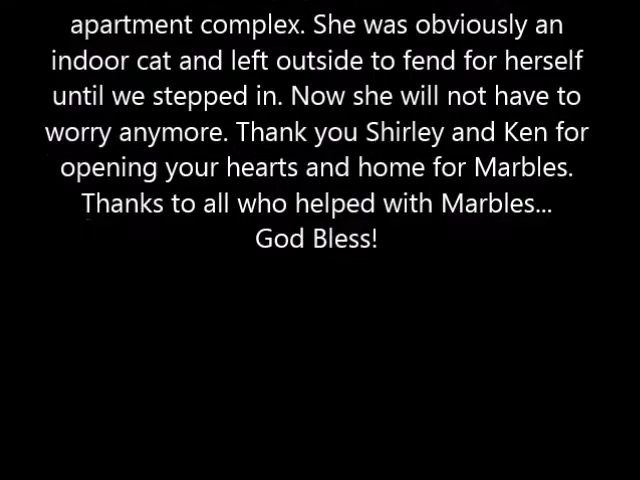 apartment complex. She was obviously an
indoor cat and left outside to fend for herself
until we stepped in. Now she will not have to
worry anymore. Thank you Shirley and Ken for
opening your hearts and home for Marbles.
Thanks to all who helped with Marbles...
God Bless!